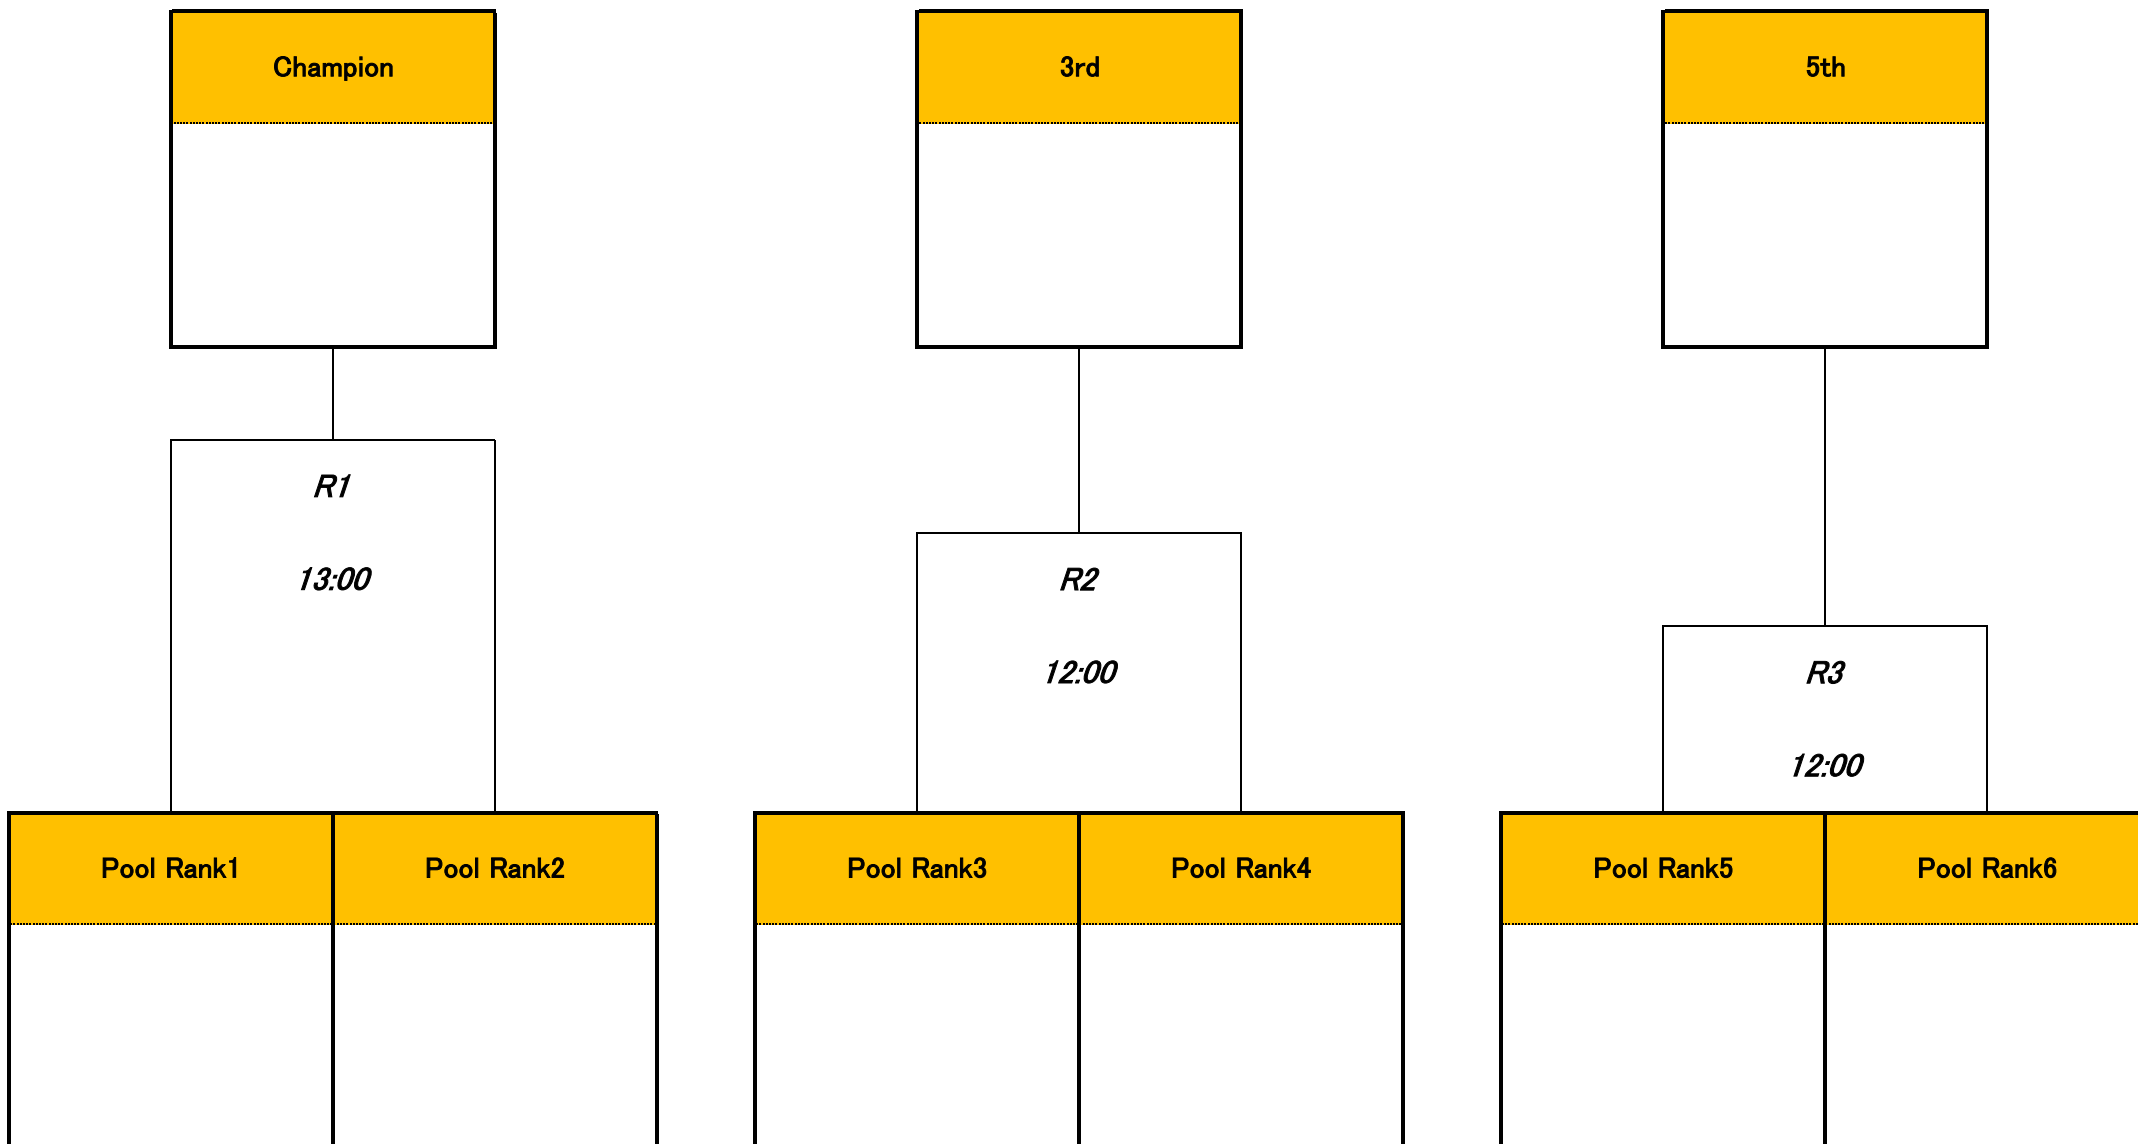 Champion
3rd
5th
R1
13:00
R2
12:00
R3
12:00
Pool Rank1
Pool Rank2
Pool Rank3
Pool Rank4
Pool Rank5
Pool Rank6